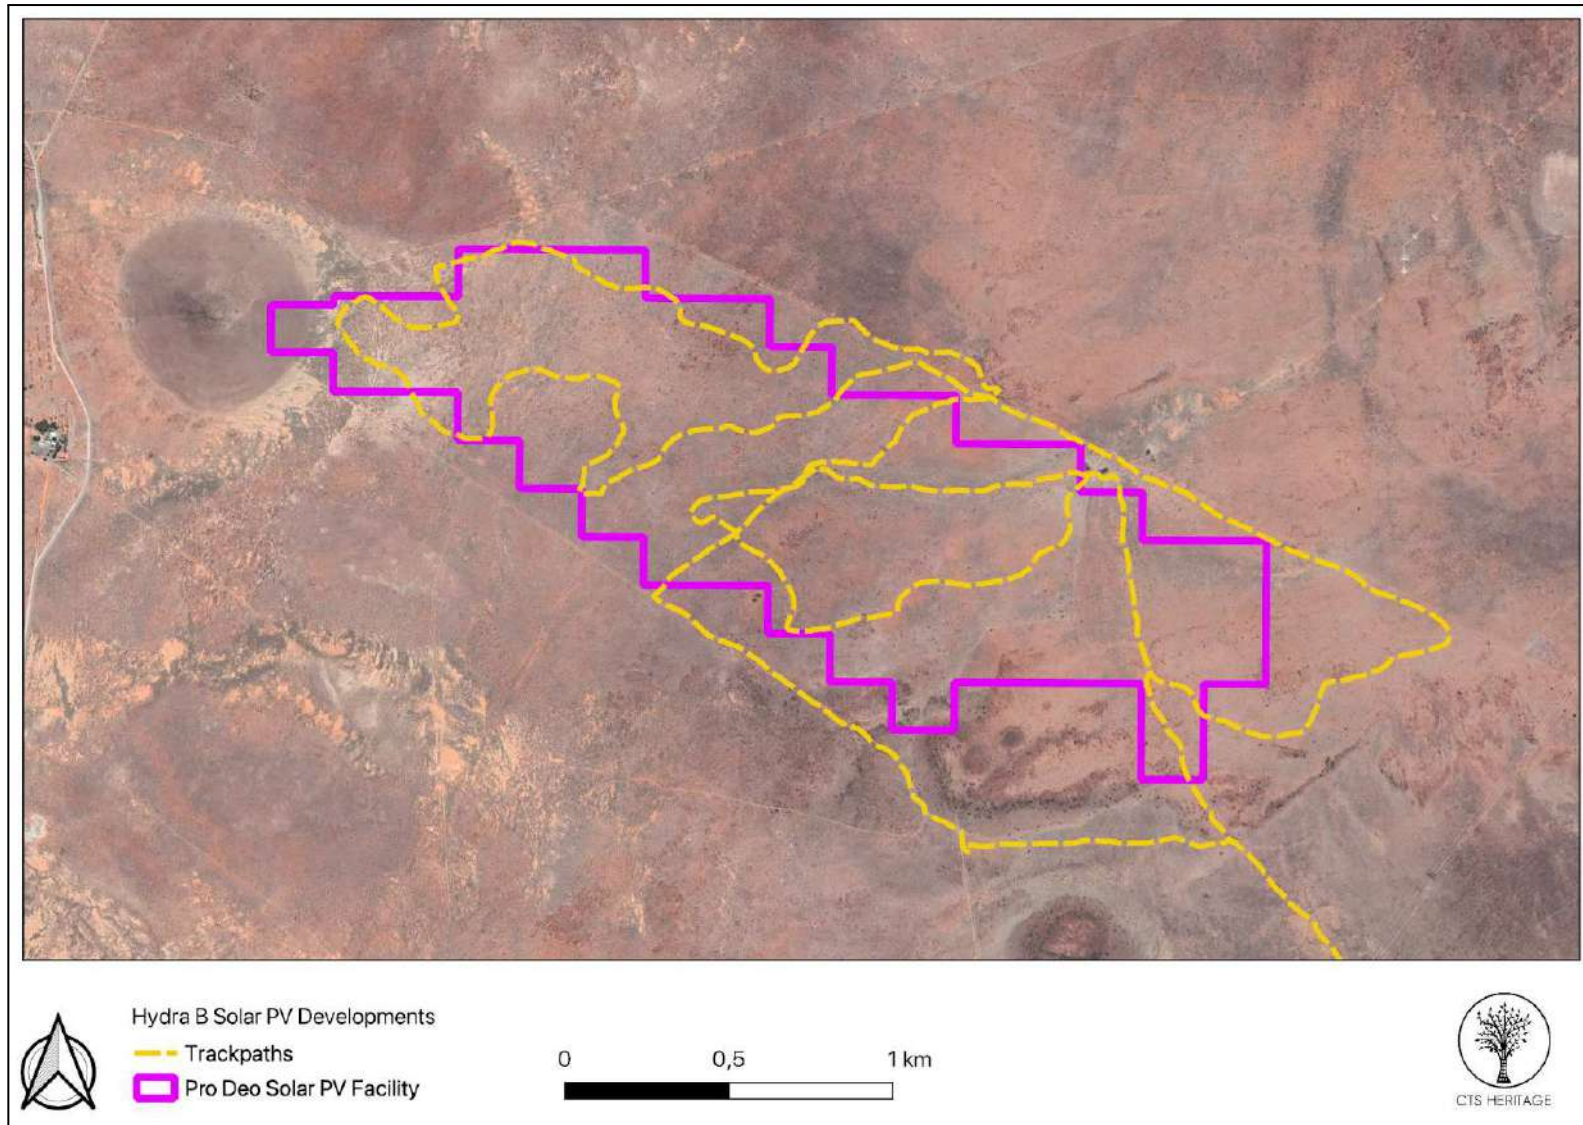 Hydra B Solar PV Developments
Trackpaths
Pro Deo Solar PV Facility
0 0,5 1 km
CTS HERITAGE